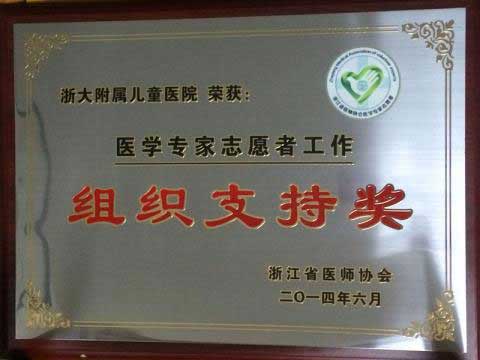 浙大附属儿童医院 荣获：
医学专家志愿者工作
组织支持奖
浙江省医师协会
二〇一四年六月